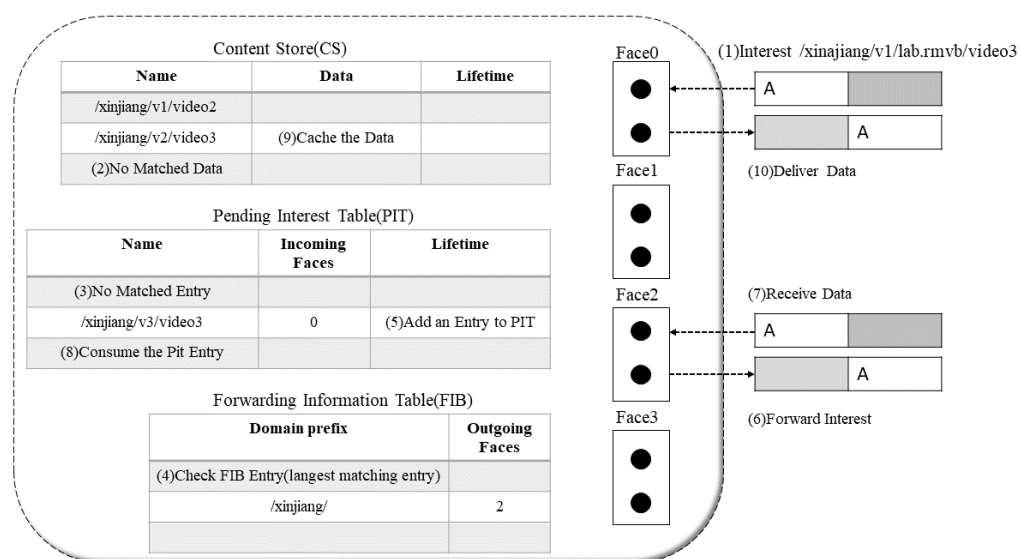 Content Store(CS)
Name Data Lifetime
/xinjiang/v1/video2
/xinjiang/v2/video3 (9)Cache the Data
(2)No Matched Data
Pending Interest Table(PIT)
Name Incoming Faces Lifetime
(3)No Matched Entry
/xinjiang/v3/video3 0 (5)Add an Entry to PIT
(8)Consume the Pit Entry
Forwarding Information Table(FIB)
Domain prefix Outgoing Faces
(4)Check FIB Entry(largest matching entry)
/xinjiang/ 2
Face0
Face1
Face2
Face3
(1)Interest /xinajiang/v1/lab.rmvb/video3
A
A
(10)Deliver Data
(7)Receive Data
A
A
(6)Forward Interest